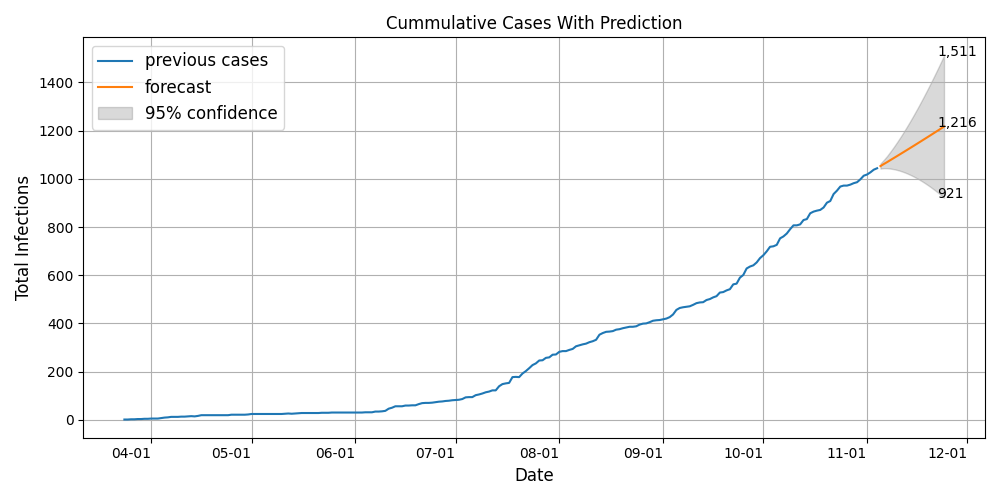 Cummulative Cases With Prediction
previous cases
forecast
95% confidence
1,511
1,216
921
Total Infections
1400
1200
1000
800
600
400
200
0
04-01 05-01 06-01 07-01 08-01 09-01 10-01 11-01 12-01
Date